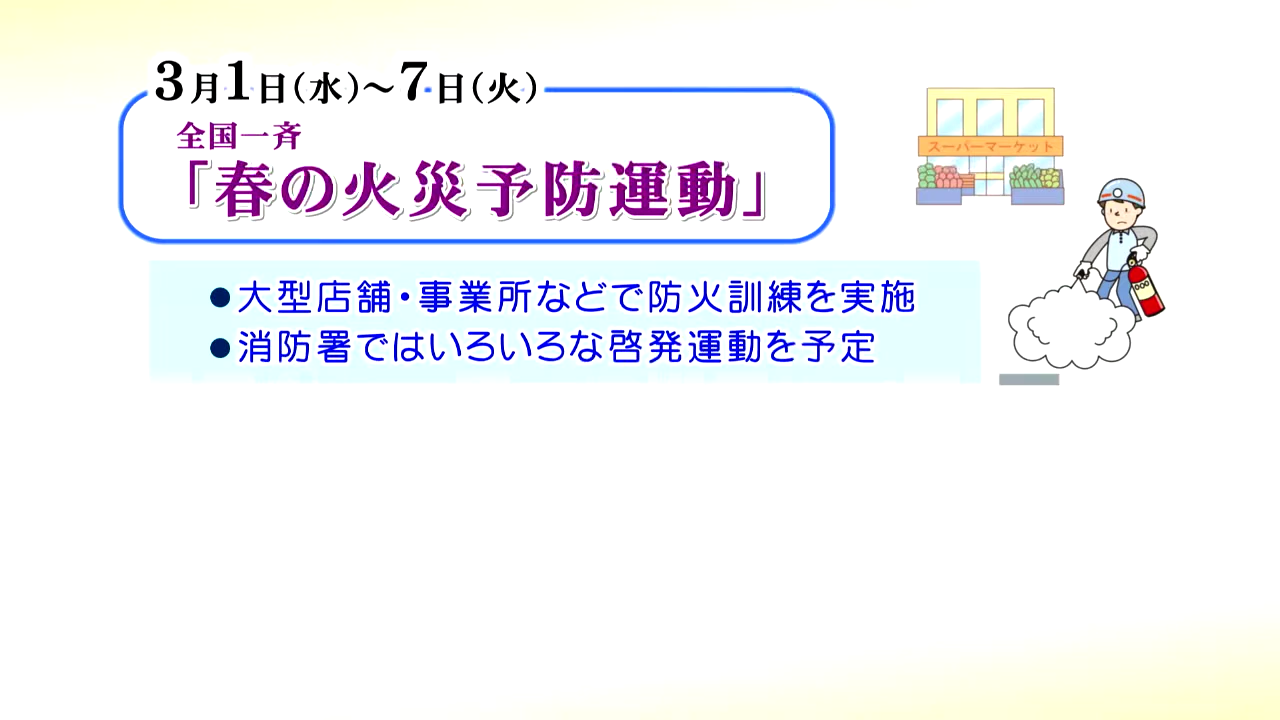 3月1日(水)～7日(火)
全国一斉
「春の火災予防運動」
スーパーマーケット
●大型店舗・事業所などで防火訓練を実施
●消防署ではいろいろな啓発運動を予定